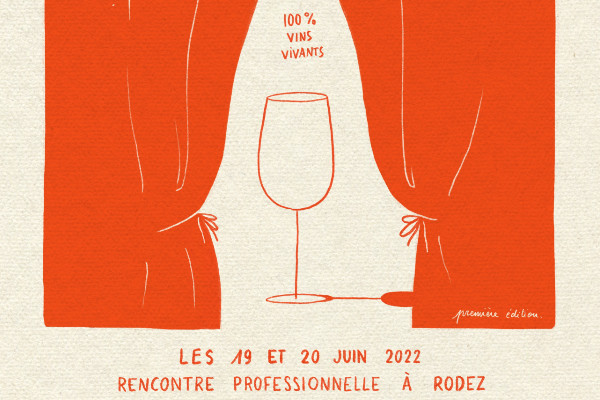 100%
VINS
ViVANTS
première édition.
LES 19 ET 20 JUIN 2022
RENCONTRE PROFESSIONNELLE À RODEZ